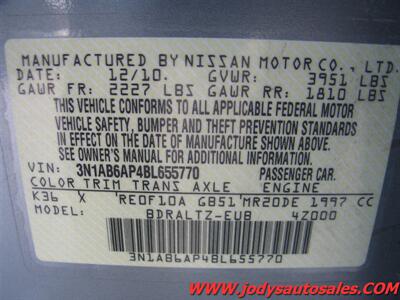 MANUFACTURED BY NISSAN MOTOR CO., LTD.
DATE: 12/10. GVWR: 3951 LBS
GAWR FR: 2227 LBS GAWR RR: 1810 LBS
THIS VEHICLE CONFORMS TO ALL APPLICABLE FEDERAL MOTOR
VEHICLE SAFETY, BUMPER AND THEFT PREVENTION STANDARDS
IN EFFECT ON THE DATE OF MANUFACTURE SHOWN ABOVE.
SEE OWNER'S MANUAL FOR ADDITIONAL INFORMATION.
VIN: 3N1AB6AP4BL655770 PASSENGER CAR.
COLOR TRIM TRANS AXLE ENGINE
K36 X REOF10A GB51 MR20DE 1997 CC
MODEL: BDRALTZ-EUB 4Z000
3N1AB6AP4BL655770
www.jodysautosales.com